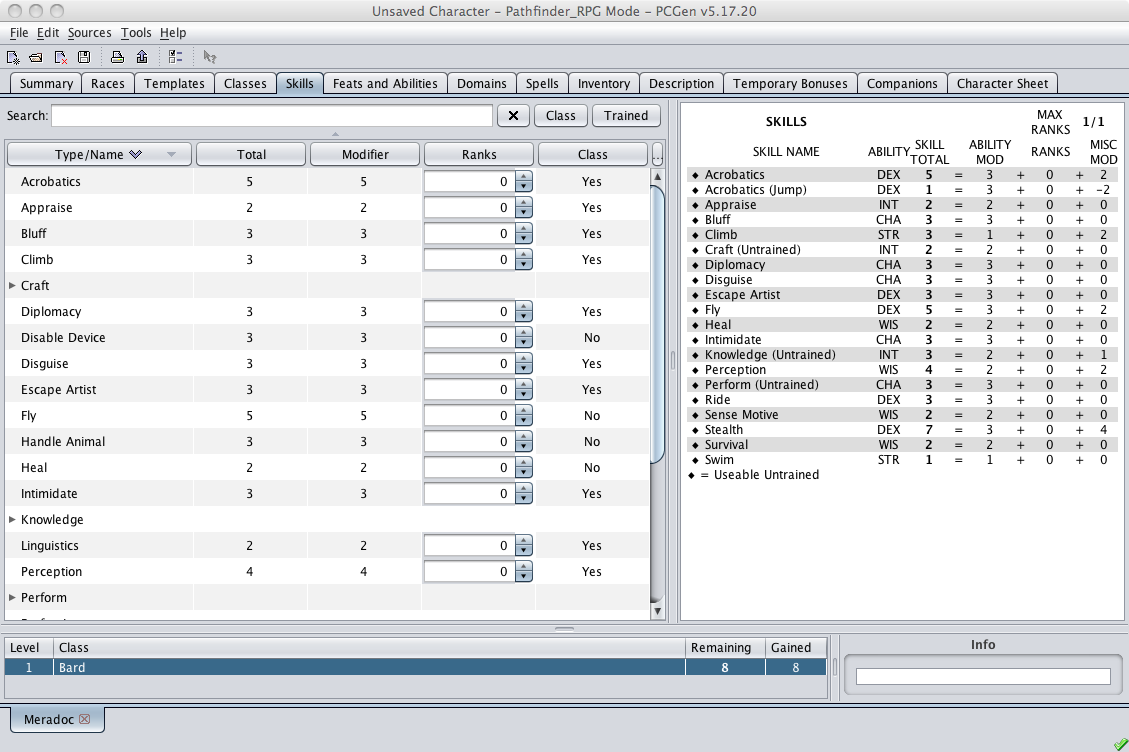 Unsaved Character – Pathfinder_RPG Mode – PCGen v5.17.20
File Edit Sources Tools Help
Summary Races Templates Classes Skills Feats and Abilities Domains Spells Inventory Description Temporary Bonuses Companions Character Sheet
Search: Class Trained
Type/Name Total Modifier Ranks Class ...
Acrobatics 5 5 0 Yes
Appraise 2 2 0 Yes
Bluff 3 3 0 Yes
Climb 3 3 0 Yes
Craft
Diplomacy 3 3 0 Yes
Disable Device 3 3 0 No
Disguise 3 3 0 Yes
Escape Artist 3 3 0 Yes
Fly 5 5 0 No
Handle Animal 3 3 0 No
Heal 2 2 0 No
Intimidate 3 3 0 Yes
Knowledge
Linguistics 2 2 0 Yes
Perception 4 4 0 Yes
Perform
SKILLS MAX RANKS 1/1
SKILL NAME ABILITY SKILL TOTAL ABILITY MOD RANKS MISC MOD
♦ Acrobatics DEX 5 = 3 + 0 + 2
♦ Acrobatics (Jump) DEX 1 = 3 + 0 + –2
♦ Appraise INT 2 = 2 + 0 + 0
♦ Bluff CHA 3 = 3 + 0 + 0
♦ Climb STR 3 = 1 + 0 + 2
♦ Craft (Untrained) INT 2 = 2 + 0 + 0
♦ Diplomacy CHA 3 = 3 + 0 + 0
♦ Disguise CHA 3 = 3 + 0 + 0
♦ Escape Artist DEX 3 = 3 + 0 + 0
♦ Fly DEX 5 = 3 + 0 + 2
♦ Heal WIS 2 = 2 + 0 + 0
♦ Intimidate CHA 3 = 3 + 0 + 0
♦ Knowledge (Untrained) INT 3 = 2 + 0 + 1
♦ Perception WIS 4 = 2 + 0 + 2
♦ Perform (Untrained) CHA 3 = 3 + 0 + 0
♦ Ride DEX 3 = 3 + 0 + 0
♦ Sense Motive WIS 2 = 2 + 0 + 0
♦ Stealth DEX 7 = 3 + 0 + 4
♦ Survival WIS 2 = 2 + 0 + 0
♦ Swim STR 1 = 1 + 0 + 0
♦ = Useable Untrained
Level Class Remaining Gained
1 Bard 8 8
Info
Meradoc